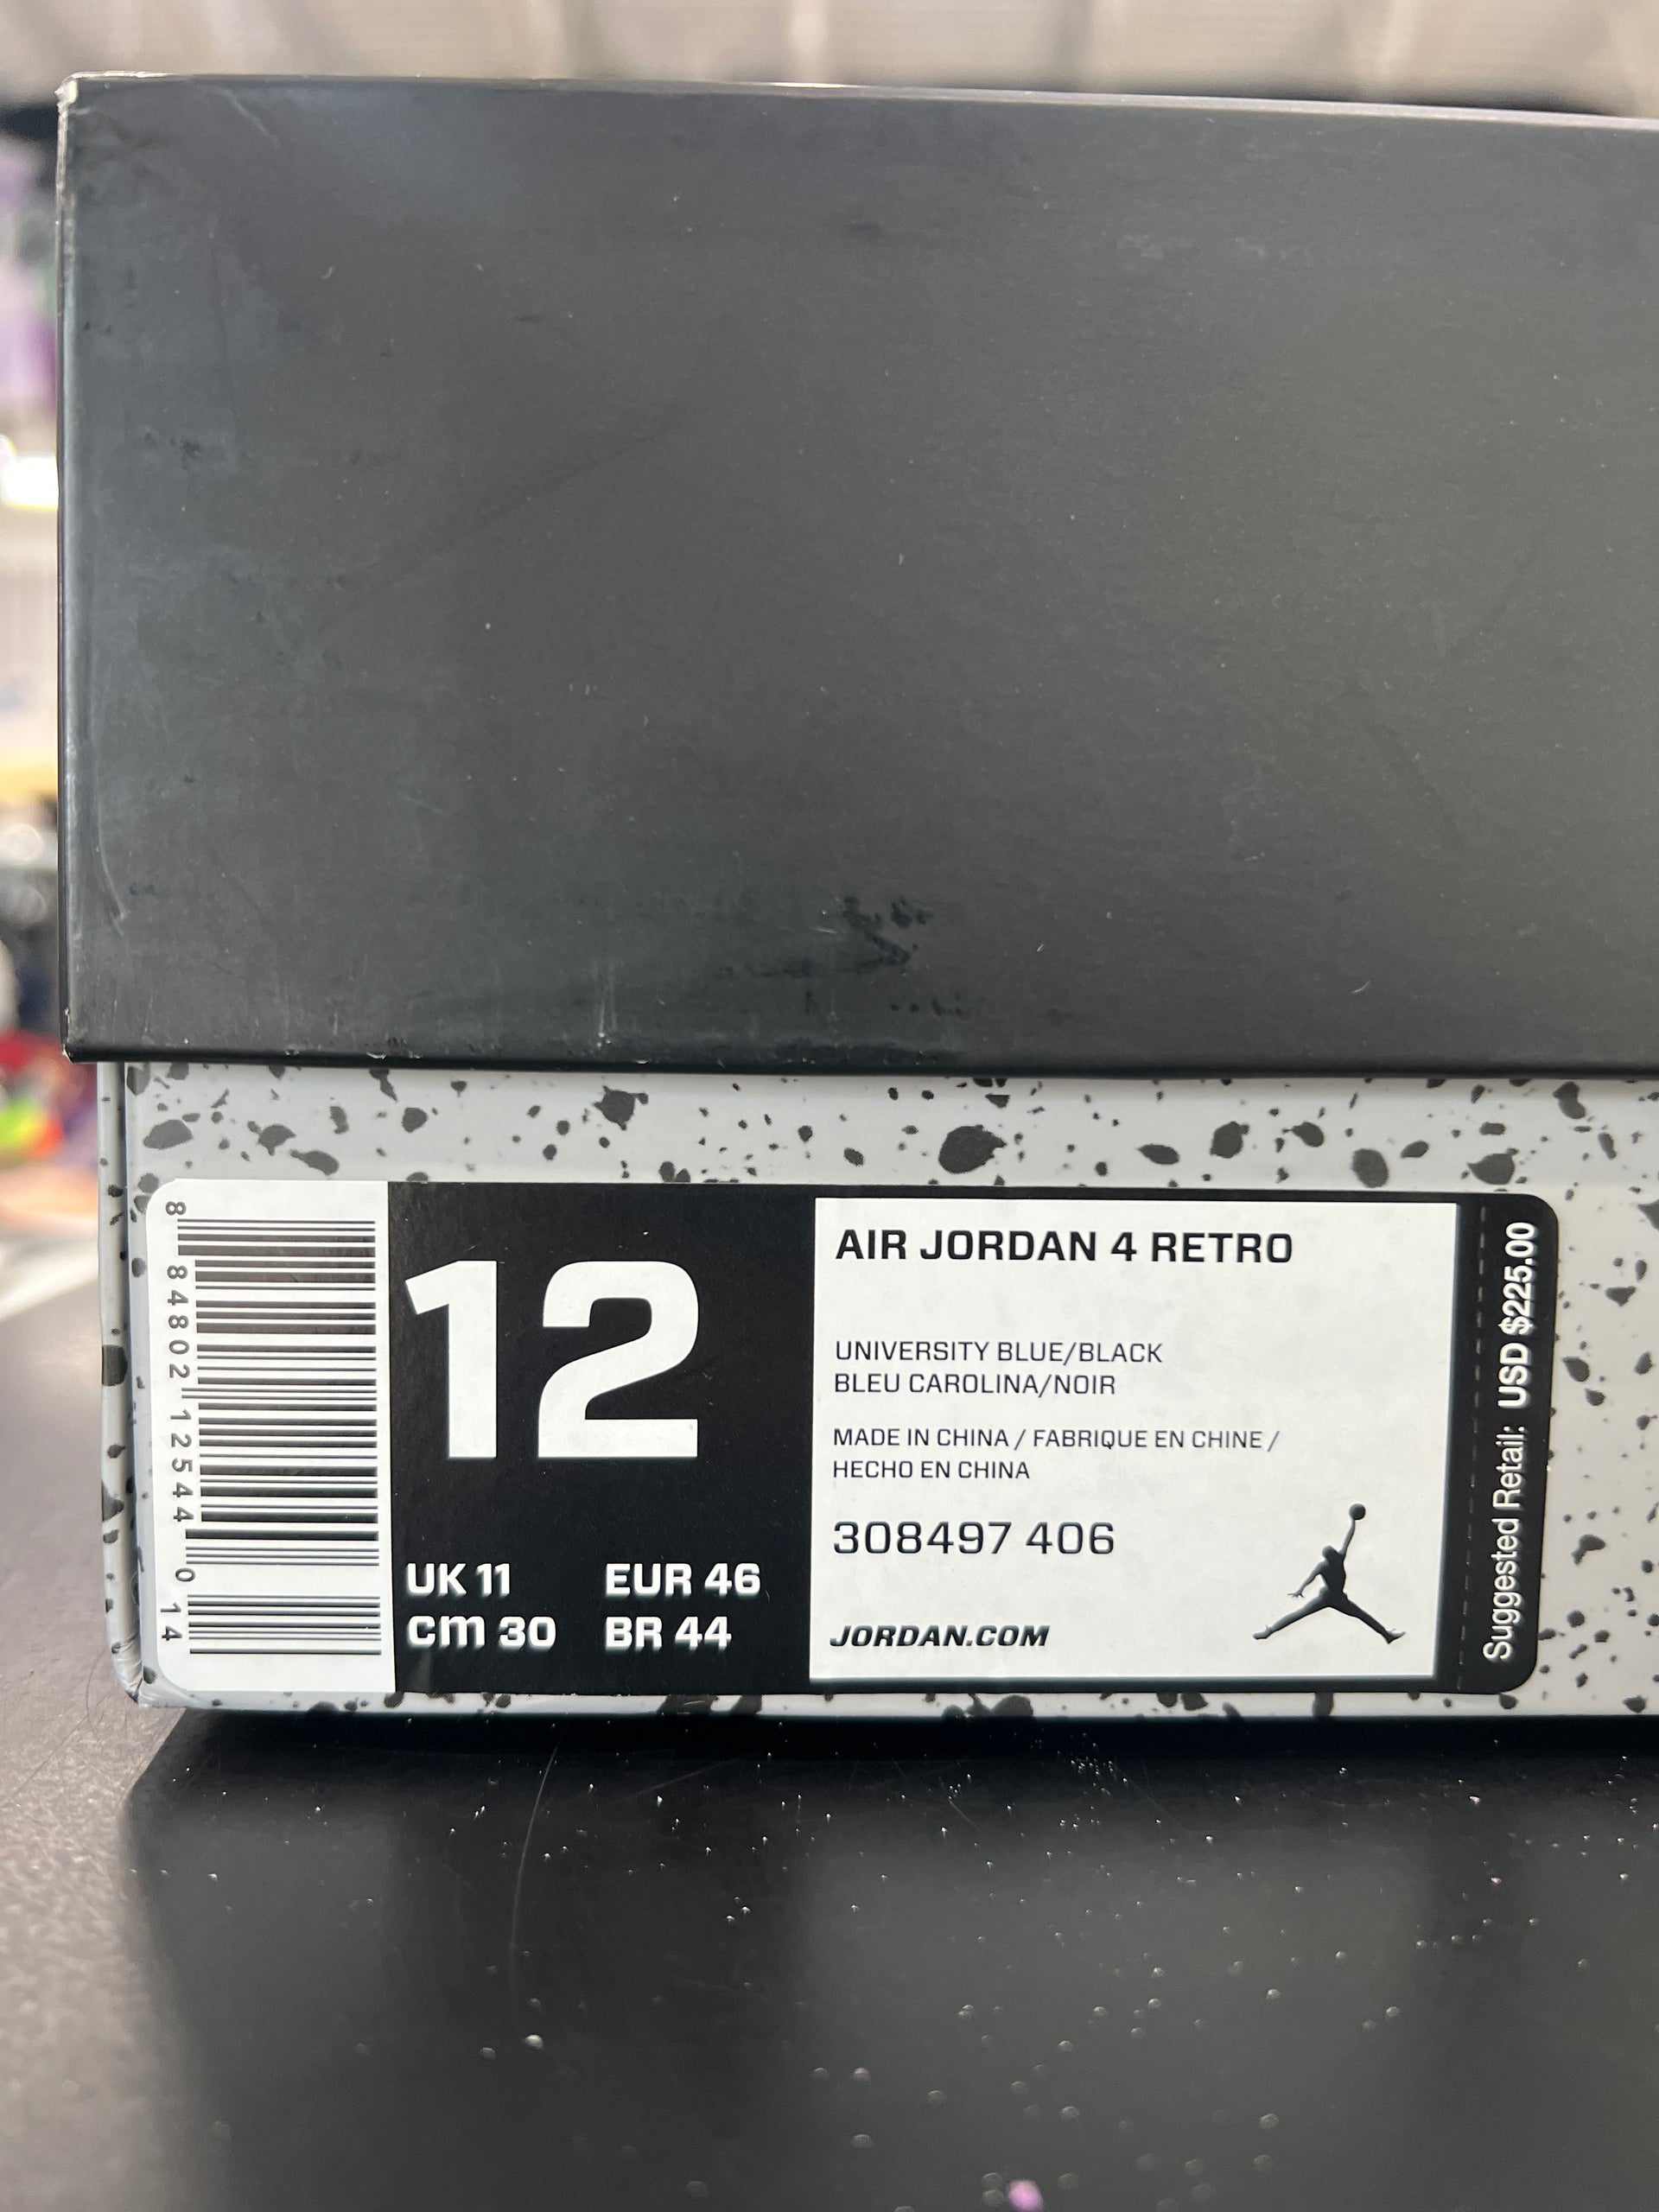 8 84802 12544 0 14
12
UK 11 EUR 46
cm 30 BR 44
AIR JORDAN 4 RETRO
UNIVERSITY BLUE/BLACK
BLEU CAROLINA/NOIR
MADE IN CHINA / FABRIQUE EN CHINE /
HECHO EN CHINA
308497 406
JORDAN.COM
Suggested Retail: USD $225.00